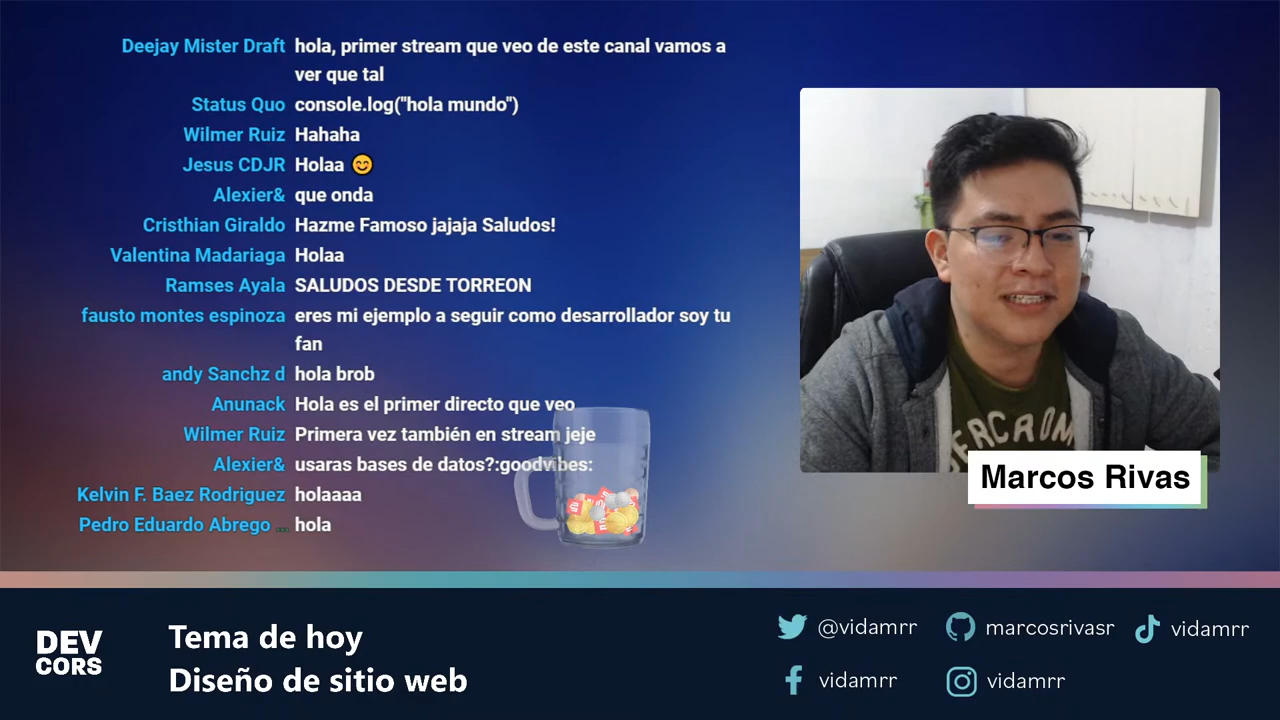 Deejay Mister Draft hola, primer stream que veo de este canal vamos a
ver que tal
Status Quo console.log("hola mundo")
Wilmer Ruiz Hahaha
Jesus CDJR Holaa 😊
Alexier& que onda
Cristhian Giraldo Hazme Famoso jajaja Saludos!
Valentina Madariaga Holaa
Ramses Ayala SALUDOS DESDE TORREON
fausto montes espinoza eres mi ejemplo a seguir como desarrollador soy tu
fan
andy Sanchz d hola brob
Anunack Hola es el primer directo que veo
Wilmer Ruiz Primera vez también en stream jeje
Alexier& usaras bases de datos?:goodvibes:
Kelvin F. Baez Rodriguez holaaaa
Pedro Eduardo Abrego ... hola
Marcos Rivas
DEV
CORS
Tema de hoy
Diseño de sitio web
@vidamrr marcosrivasr vidamrr
vidamrr vidamrr